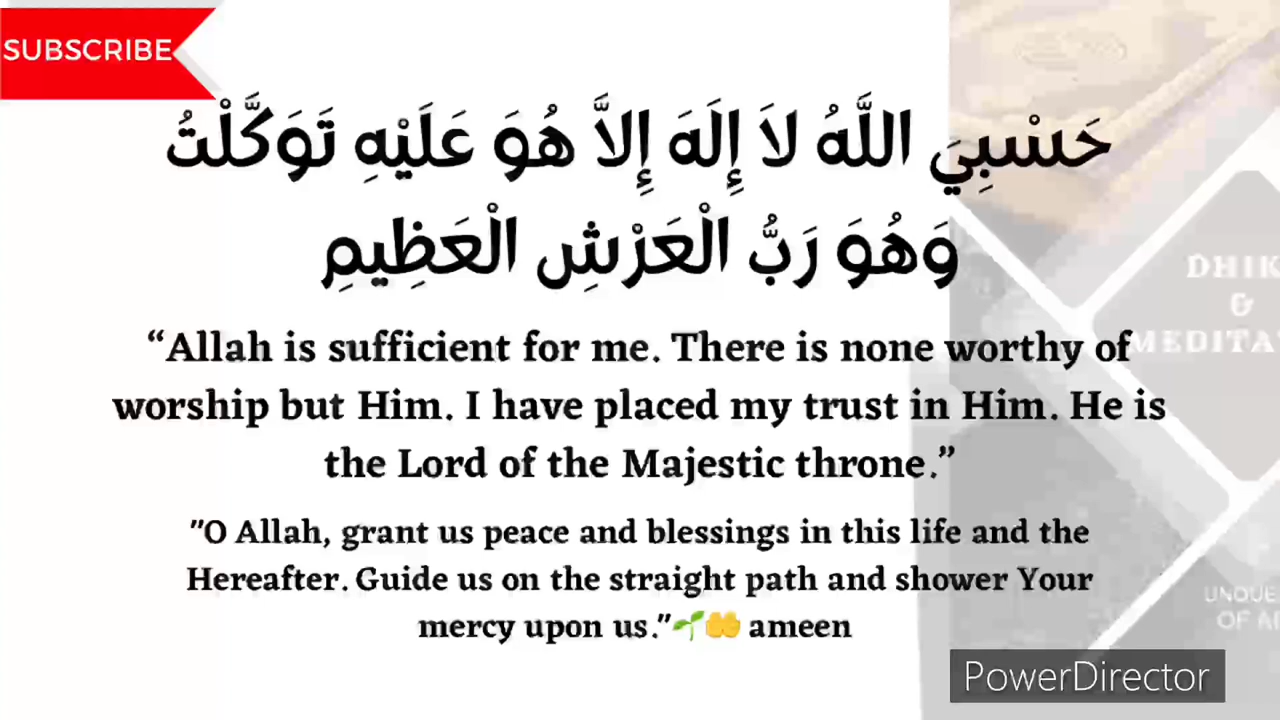 SUBSCRIBE
حَسْبِيَ اللَّهُ لاَ إِلَهَ إِلاَّ هُوَ عَلَيْهِ تَوَكَّلْتُ
وَهُوَ رَبُّ الْعَرْشِ الْعَظِيمِ
“Allah is sufficient for me. There is none worthy of
worship but Him. I have placed my trust in Him. He is
the Lord of the Majestic throne.”
"O Allah, grant us peace and blessings in this life and the
Hereafter. Guide us on the straight path and shower Your
mercy upon us."🌱🤲 ameen
DHIK
&
MEDITA
OF A
PowerDirector